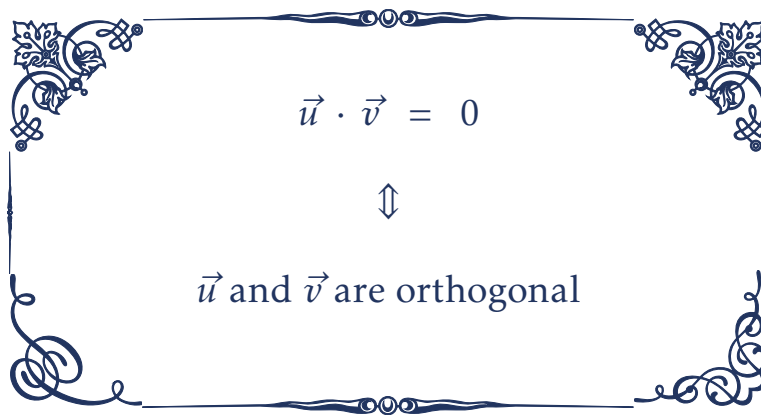 u⃗ · v⃗ = 0
⇕
u⃗ and v⃗ are orthogonal